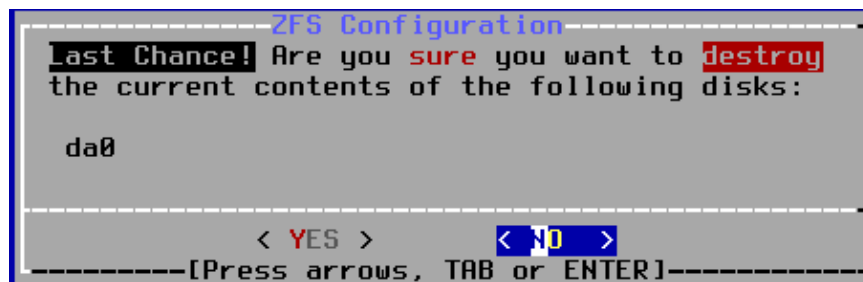 ZFS Configuration
Last Chance! Are you sure you want to destroy
the current contents of the following disks:
da0
< YES > < NO >
[Press arrows, TAB or ENTER]